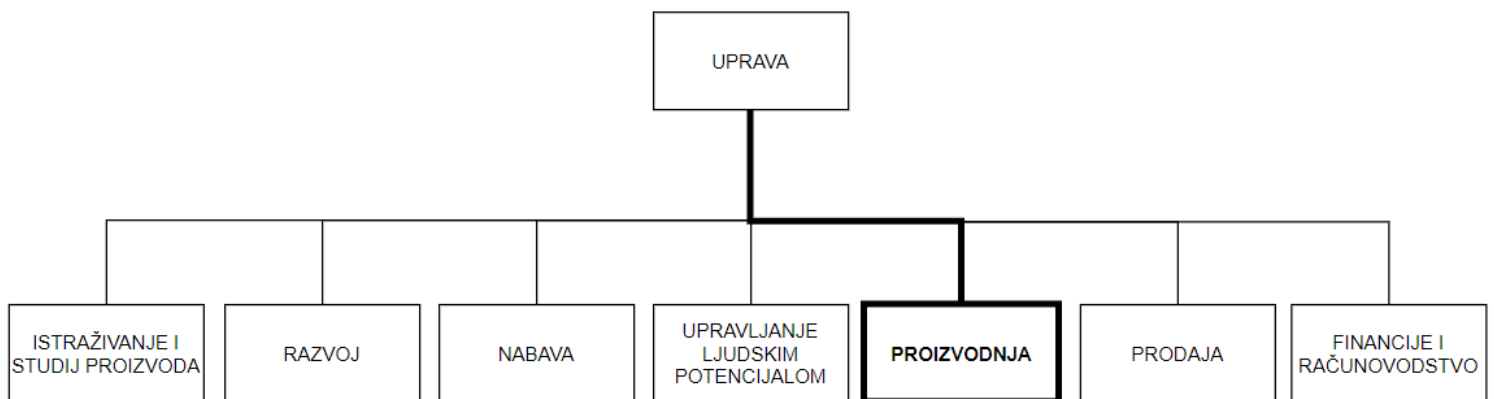 UPRAVA
ISTRAŽIVANJE I
STUDIJ PROIZVODA
RAZVOJ
NABAVA
UPRAVLJANJE
LJUDSKIM
POTENCIJALOM
PROIZVODNJA
PRODAJA
FINANCIJE I
RAČUNOVODSTVO